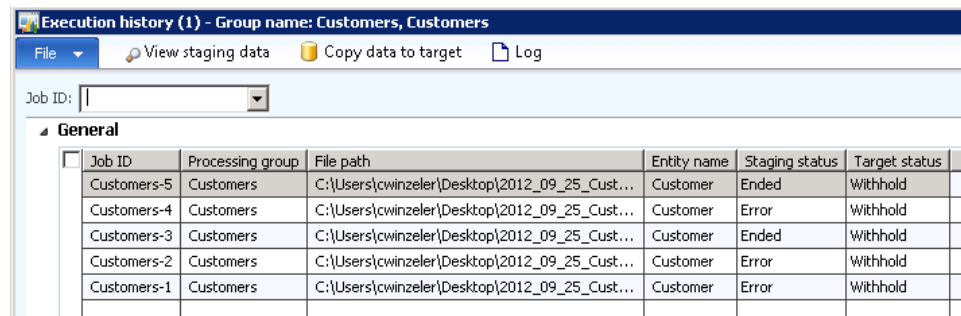 Execution history (1) - Group name: Customers, Customers
File View staging data Copy data to target Log
Job ID:
General
Job ID Processing group File path Entity name Staging status Target status
Customers-5 Customers C:\Users\cwinzeler\Desktop\2012_09_25_Cust... Customer Ended Withhold
Customers-4 Customers C:\Users\cwinzeler\Desktop\2012_09_25_Cust... Customer Error Withhold
Customers-3 Customers C:\Users\cwinzeler\Desktop\2012_09_25_Cust... Customer Ended Withhold
Customers-2 Customers C:\Users\cwinzeler\Desktop\2012_09_25_Cust... Customer Error Withhold
Customers-1 Customers C:\Users\cwinzeler\Desktop\2012_09_25_Cust... Customer Error Withhold